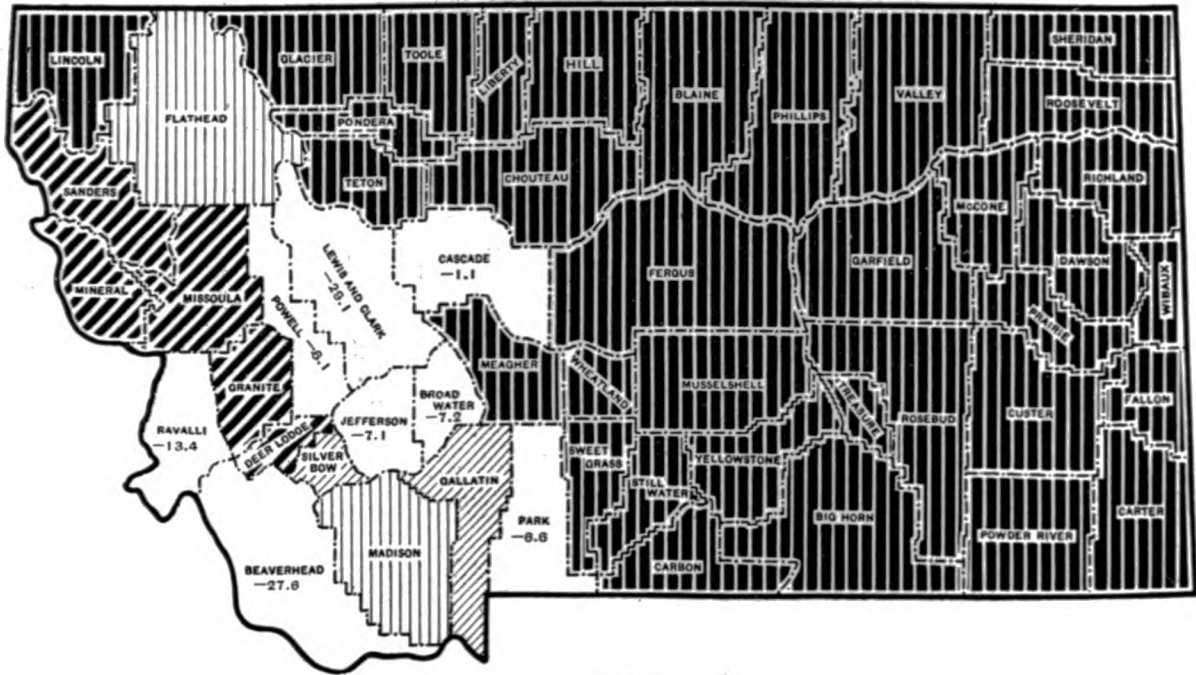 LINCOLN
FLATHEAD
GLACIER
TOOLE
LIBERTY
HILL
BLAINE
PHILLIPS
VALLEY
SHERIDAN
ROOSEVELT
PONDERA
TETON
CHOUTEAU
SANDERS
MINERAL
MISSOULA
POWELL —6.1
LEWIS AND CLARK
—29.1
CASCADE
—1.1
FERGUS
GARFIELD
McCONE
RICHLAND
DAWSON
WIBAUX
PRAIRIE
GRANITE
MEAGHER
WHEATLAND
MUSSELSHELL
TREASURE
ROSEBUD
CUSTER
FALLON
RAVALLI
—13.4
DEER LODGE
SILVER
BOW
JEFFERSON
—7.1
BROAD
WATER
—7.2
GALLATIN
SWEET
GRASS
STILL
WATER
YELLOWSTONE
BIG HORN
POWDER RIVER
CARTER
PARK
—6.6
CARBON
MADISON
BEAVERHEAD
—27.6